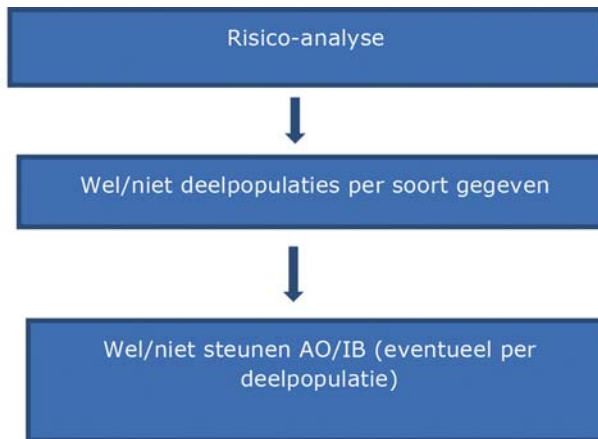 Risico-analyse
Wel/niet deelpopulaties per soort gegeven
Wel/niet steunen AO/IB (eventueel per
deelpopulatie)